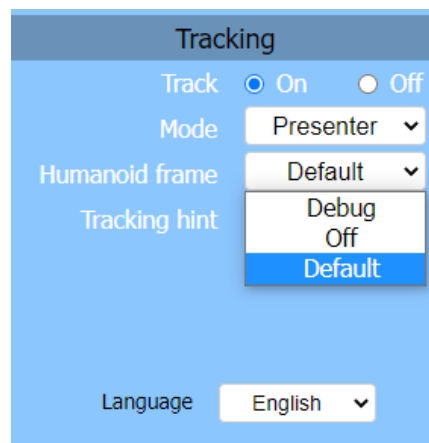 Tracking
Track On Off
Mode Presenter
Humanoid frame Default
Tracking hint Debug
Off
Default
Language English